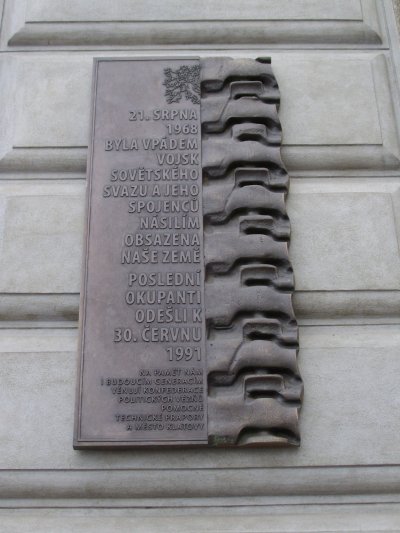 21. SRPNA
1968
BYLA VPÁDEM
VOJSK
SOVĚTSKÉHO
SVAZU A JEHO
SPOJENCŮ
NÁSILÍM
OBSAZENA
NAŠE ZEMĚ
POSLEDNÍ
OKUPANTI
ODEŠLI K
30. ČERVNU
1991
NA PAMĚŤ NÁM
I BUDOUCÍM GENERACÍM
VĚNUJÍ KONFEDERACE
POLITICKÝCH VĚZŇŮ
POMOCNÉ
TECHNICKÉ PRAPORY
A MĚSTO KLATOVY